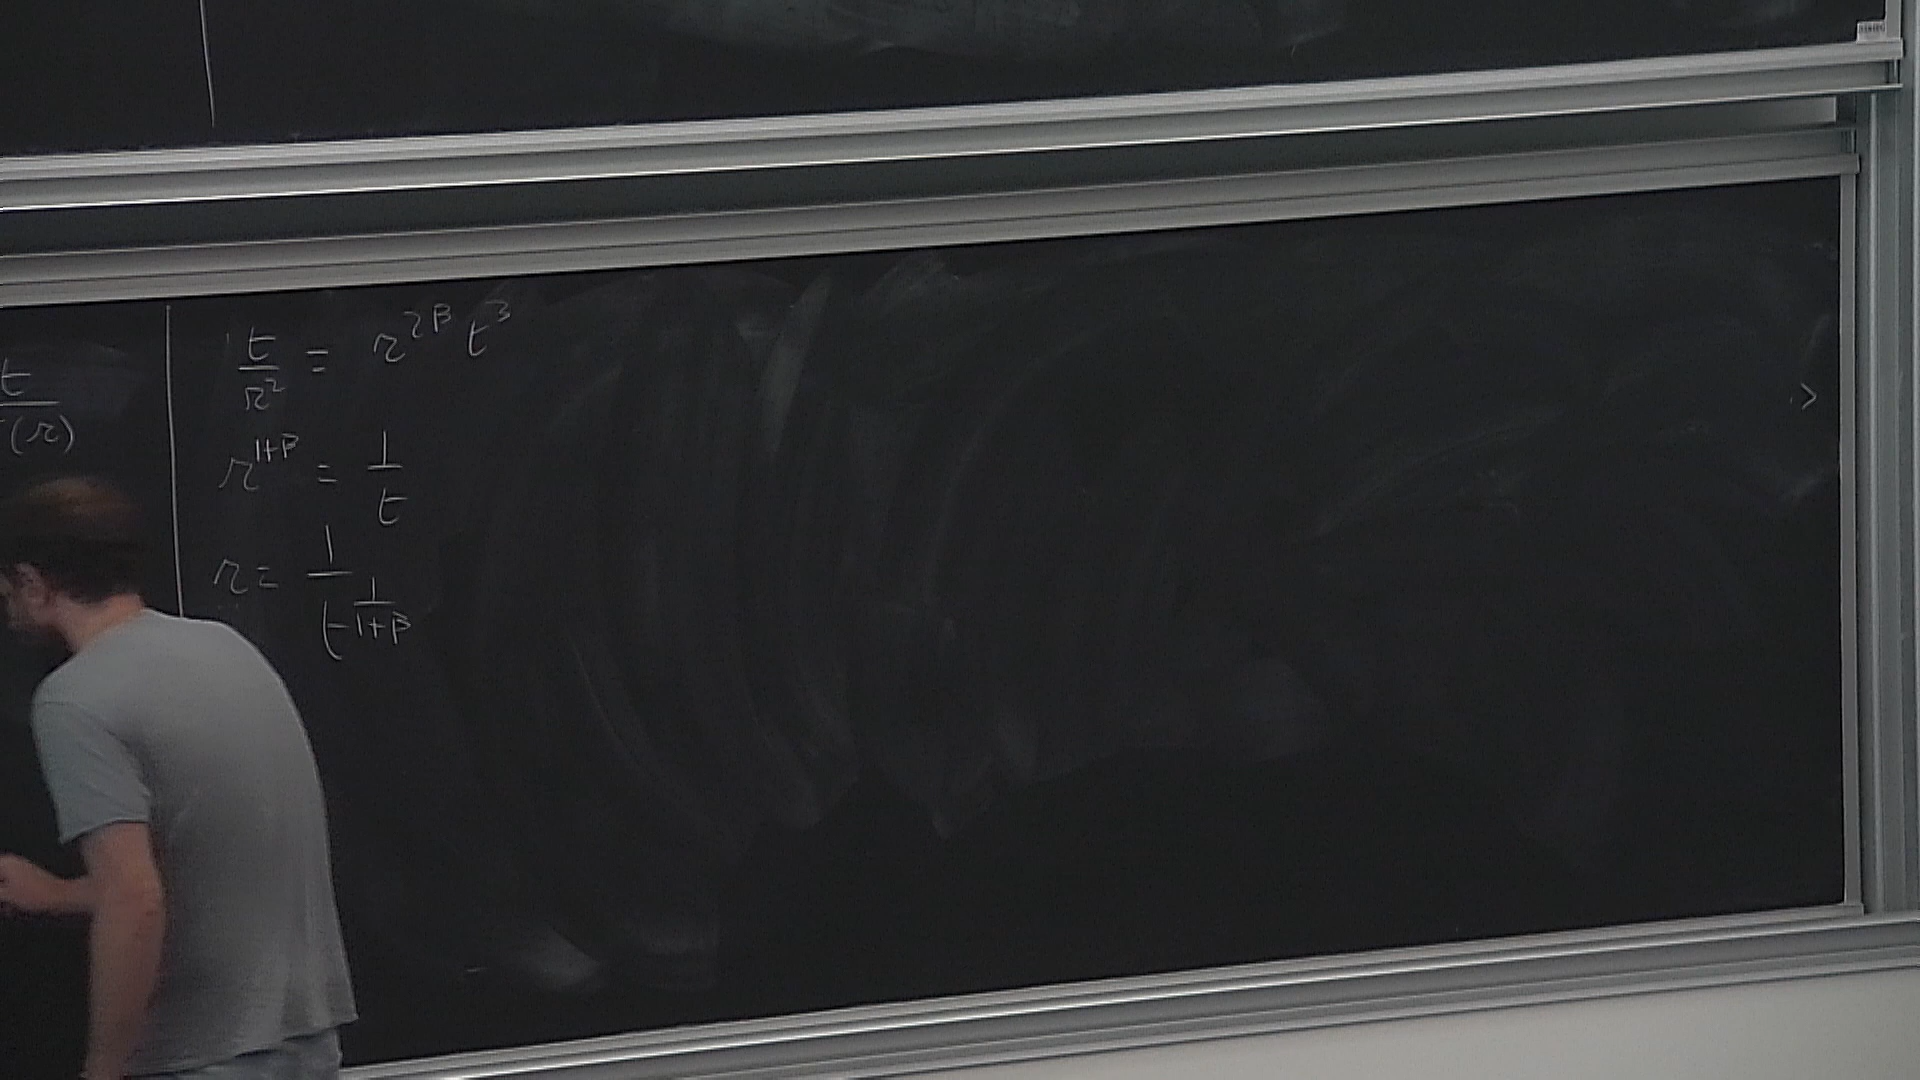 t
(r)
t/r² = r^{2β} t³
r^{1+β} = 1/t
r = 1/t^{1/(1+β)}
>